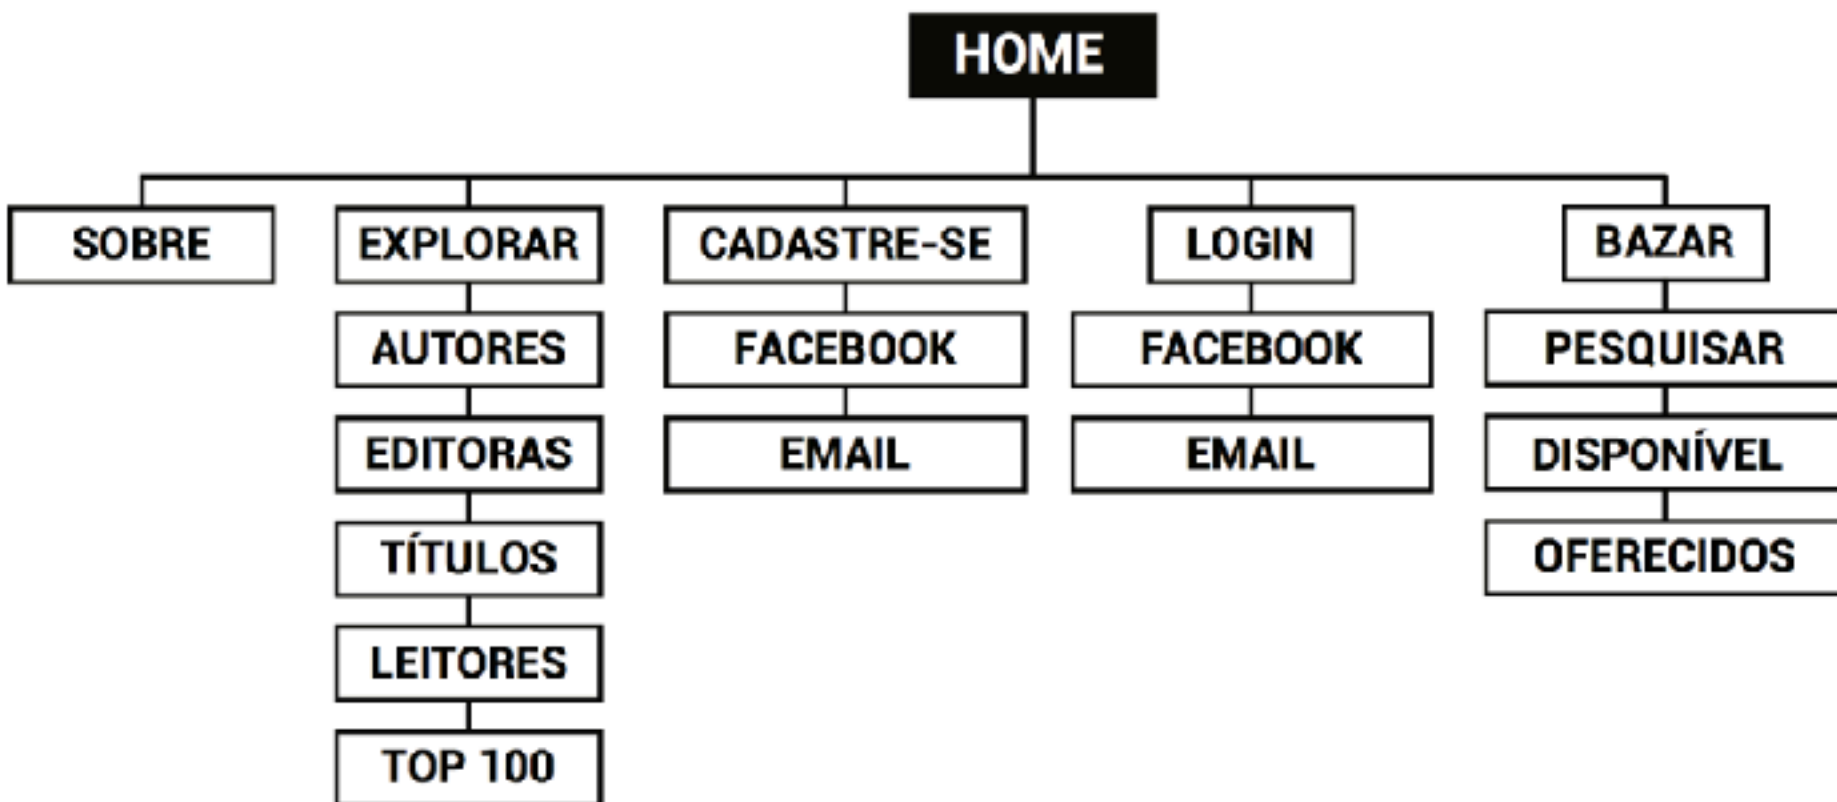 HOME
SOBRE
EXPLORAR
AUTORES
EDITORAS
TÍTULOS
LEITORES
TOP 100
CADASTRE-SE
FACEBOOK
EMAIL
LOGIN
FACEBOOK
EMAIL
BAZAR
PESQUISAR
DISPONÍVEL
OFERECIDOS